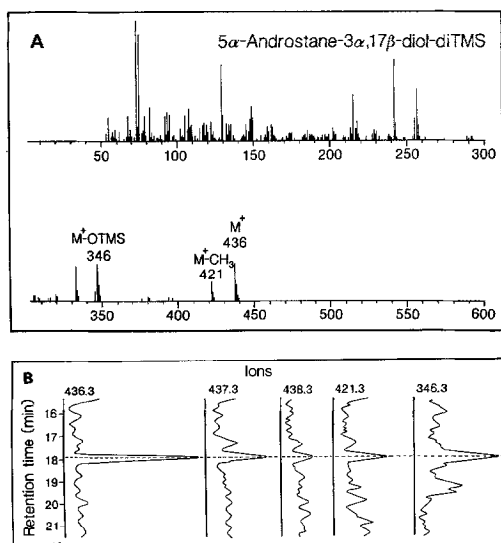 A
5α-Androstane-3α,17β-diol-diTMS
50 100 150 200 250 300
M⁺-OTMS
346
M⁺-CH₃
421
M⁺
436
350 400 450 500 550 600
B
Ions
436.3 437.3 438.3 421.3 346.3
Retention time (min)
16
17
18
19
20
21